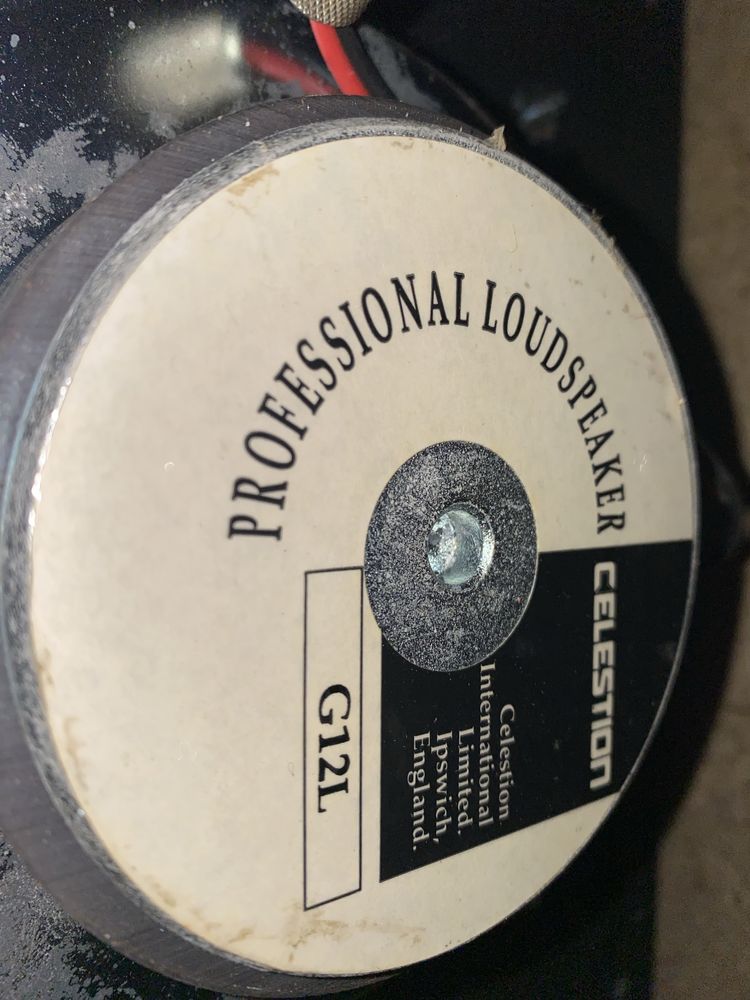 PROFESSIONAL LOUDSPEAKER
CELESTION
Celestion
International
Limited.
Ipswich,
England.
G12L